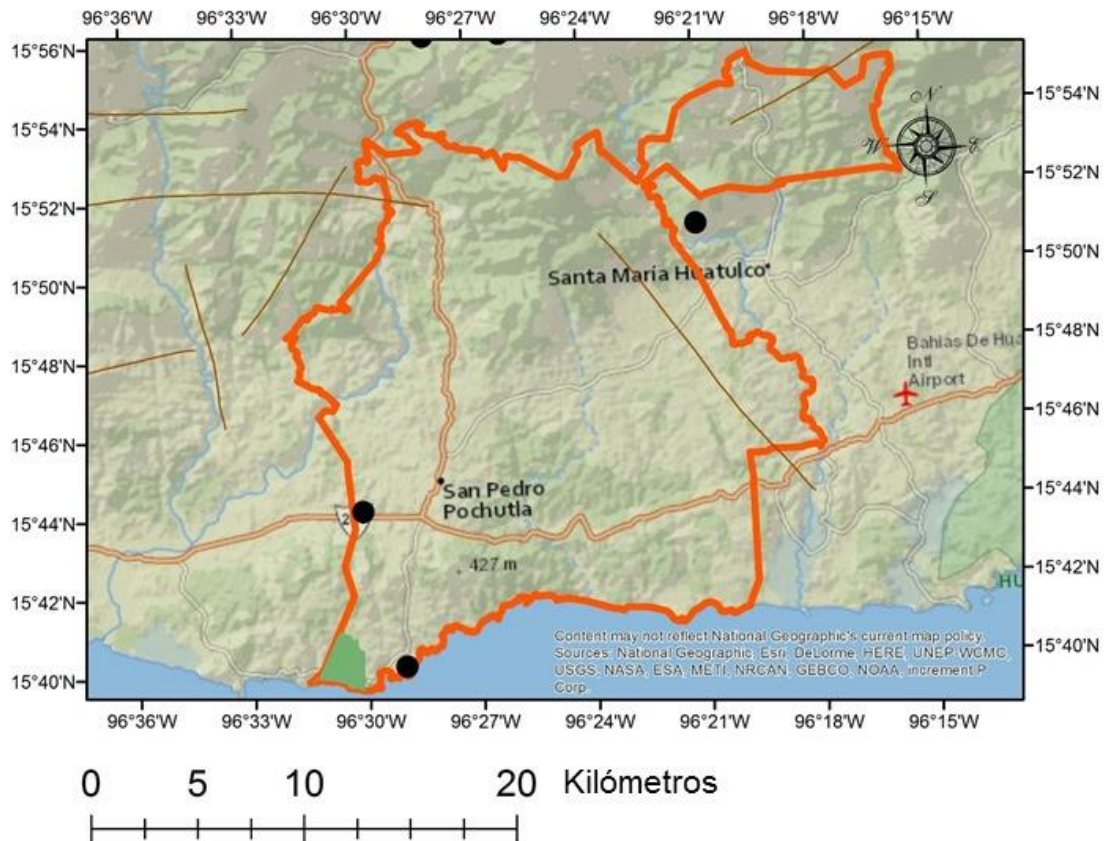 96°33'W 96°30'W 96°27'W 96°24'W 96°21'W 96°18'W 96°15'W
15°56'N
15°54'N
15°54'N
N
W E
S
15°52'N
15°52'N
15°50'N
Santa María Huatulco
15°50'N
15°48'N
Bahias De Hua
Intl
Airport
15°48'N
15°46'N
15°46'N
San Pedro
Pochutla
15°44'N
15°44'N
2
427 m
15°42'N
15°42'N
HU
Content may not reflect National Geographic's current map policy.
Sources: National Geographic, Esri, DeLorme, HERE, UNEP-WCMC,
USGS, NASA, ESA, METI, NRCAN, GEBCO, NOAA, increment P
Corp.
15°40'N
15°40'N
96°36'W 96°33'W 96°30'W 96°27'W 96°24'W 96°21'W 96°18'W 96°15'W
0 5 10 20 Kilómetros